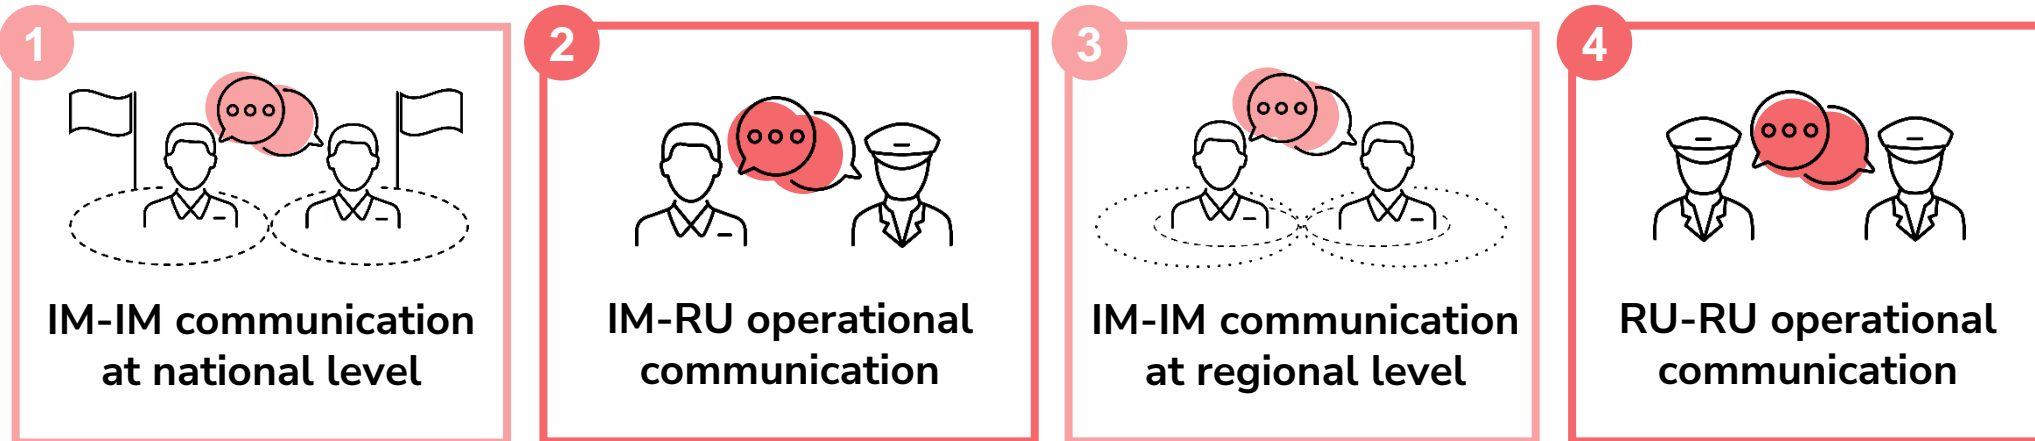 1
IM-IM communication
at national level
2
IM-RU operational
communication
3
IM-IM communication
at regional level
4
RU-RU operational
communication